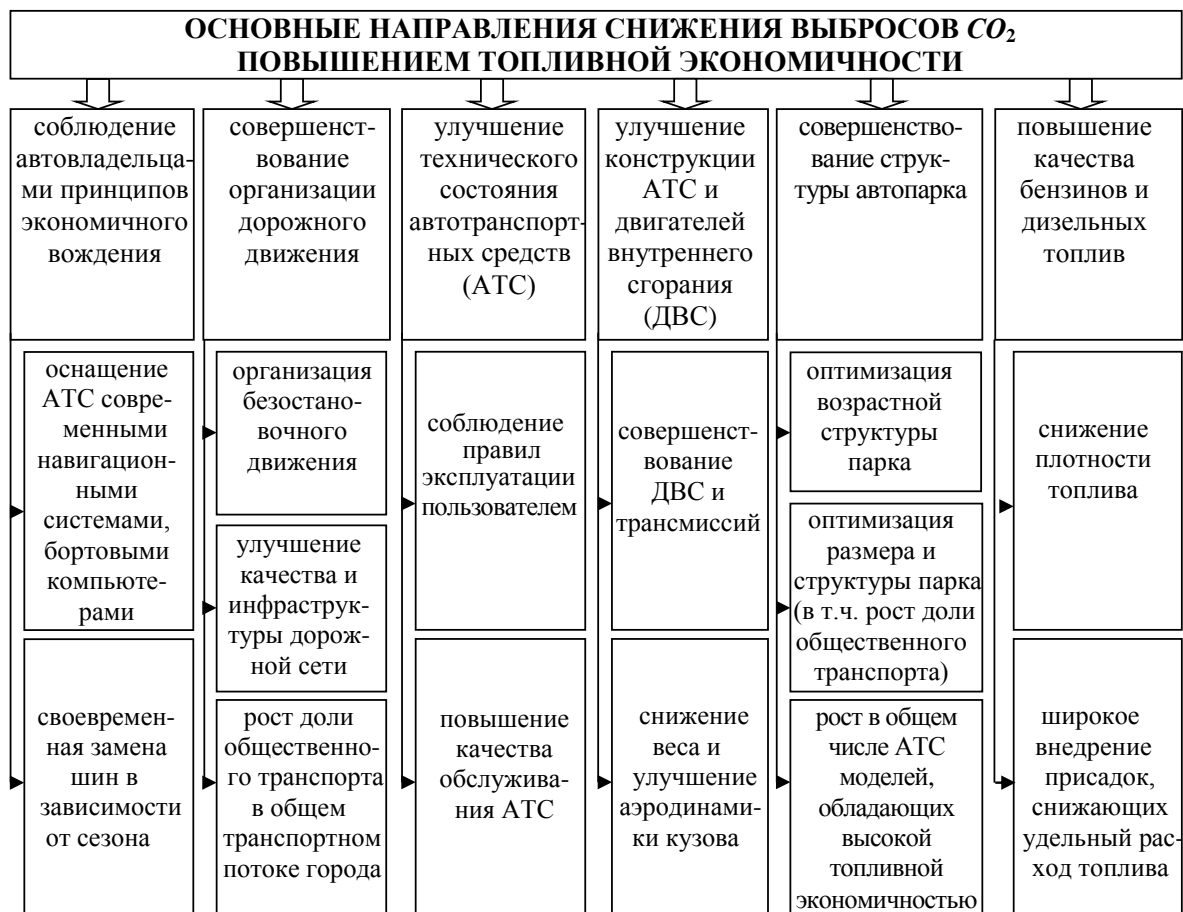 ОСНОВНЫЕ НАПРАВЛЕНИЯ СНИЖЕНИЯ ВЫБРОСОВ CO2
ПОВЫШЕНИЕМ ТОПЛИВНОЙ ЭКОНОМИЧНОСТИ
соблюдение
автовладельца-
ми принципов
экономичного
вождения
совершенст-
вование
организации
дорожного
движения
улучшение
технического
состояния
автотранспорт-
ных средств
(АТС)
улучшение
конструкции
АТС и
двигателей
внутреннего
сгорания
(ДВС)
совершенство-
вание струк-
туры автопарка
повышение
качества
бензинов и
дизельных
топлив
оснащение
АТС совре-
менными
навигацион-
ными
системами,
бортовыми
компьюте-
рами
своевремен-
ная замена
шин в
зависимости
от сезона
организация
безостано-
вочного
движения
улучшение
качества и
инфраструк-
туры дорож-
ной сети
рост доли
общественно-
го транспорта
в общем
транспортном
потоке города
соблюдение
правил
эксплуатации
пользователем
повышение
качества
обслужива-
ния АТС
совершенст-
вование
ДВС и
трансмиссий
снижение
веса и
улучшение
аэродинами-
ки кузова
оптимизация
возрастной
структуры
парка
оптимизация
размера и
структуры парка
(в т.ч. рост доли
общественного
транспорта)
рост в общем
числе АТС
моделей,
обладающих
высокой
топливной
экономичностью
снижение
плотности
топлива
широкое
внедрение
присадок,
снижающих
удельный рас-
ход топлива